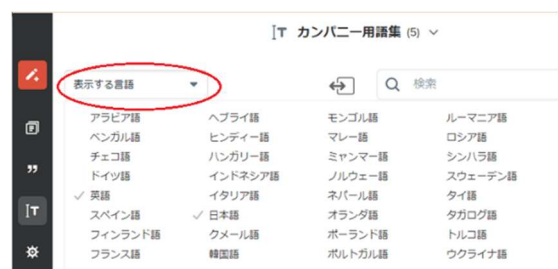 カンパニー用語集 (5)
表示する言語
検索
アラビア語 ヘブライ語 モンゴル語 ルーマニア語
ベンガル語 ヒンディー語 マレー語 ロシア語
チェコ語 ハンガリー語 ミャンマー語 シンハラ語
ドイツ語 インドネシア語 ノルウェー語 スウェーデン語
英語 イタリア語 ネパール語 タイ語
スペイン語 日本語 オランダ語 タガログ語
フィンランド語 クメール語 ポーランド語 トルコ語
フランス語 韓国語 ポルトガル語 ウクライナ語